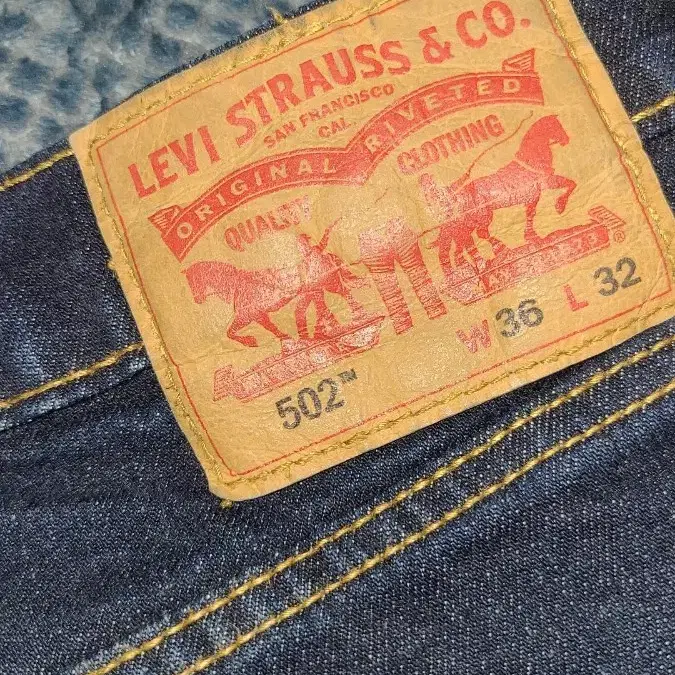 LEVI STRAUSS & CO.
SAN FRANCISCO
CAL
ORIGINAL RIVETED
QUALITY CLOTHING
®
502™ W 36 L 32